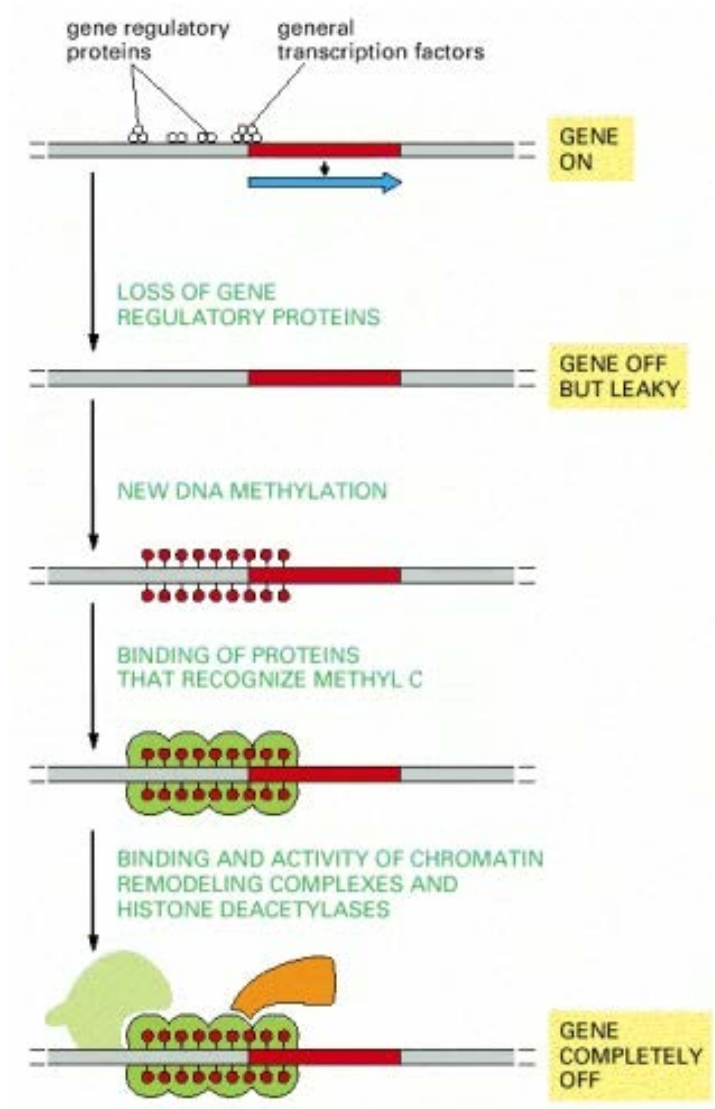 gene regulatory
proteins
general
transcription factors
GENE
ON
LOSS OF GENE
REGULATORY PROTEINS
GENE OFF
BUT LEAKY
NEW DNA METHYLATION
BINDING OF PROTEINS
THAT RECOGNIZE METHYL C
BINDING AND ACTIVITY OF CHROMATIN
REMODELING COMPLEXES AND
HISTONE DEACETYLASES
GENE
COMPLETELY
OFF